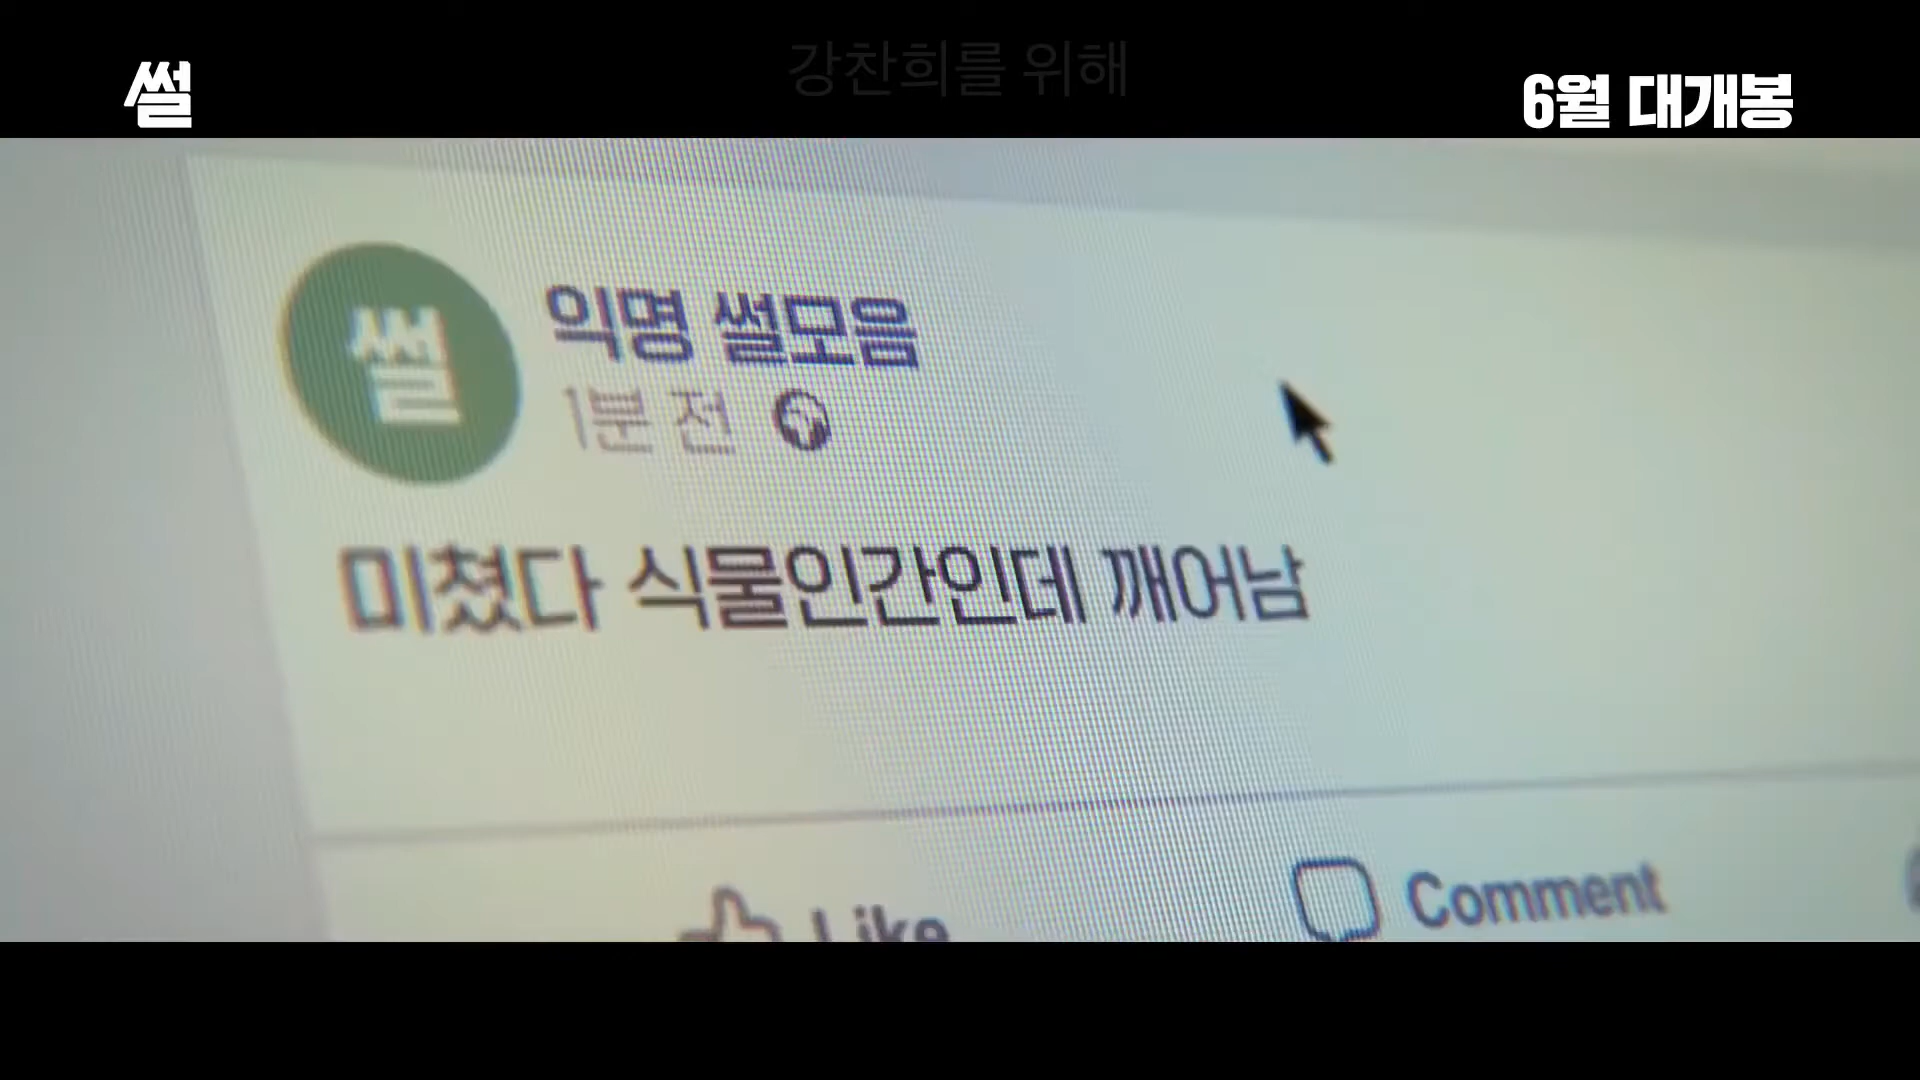 강찬희를 위해
썰
6월 대개봉
썰
익명 썰모음
1분 전
미쳤다 식물인간인데 깨어남
Like
Comment